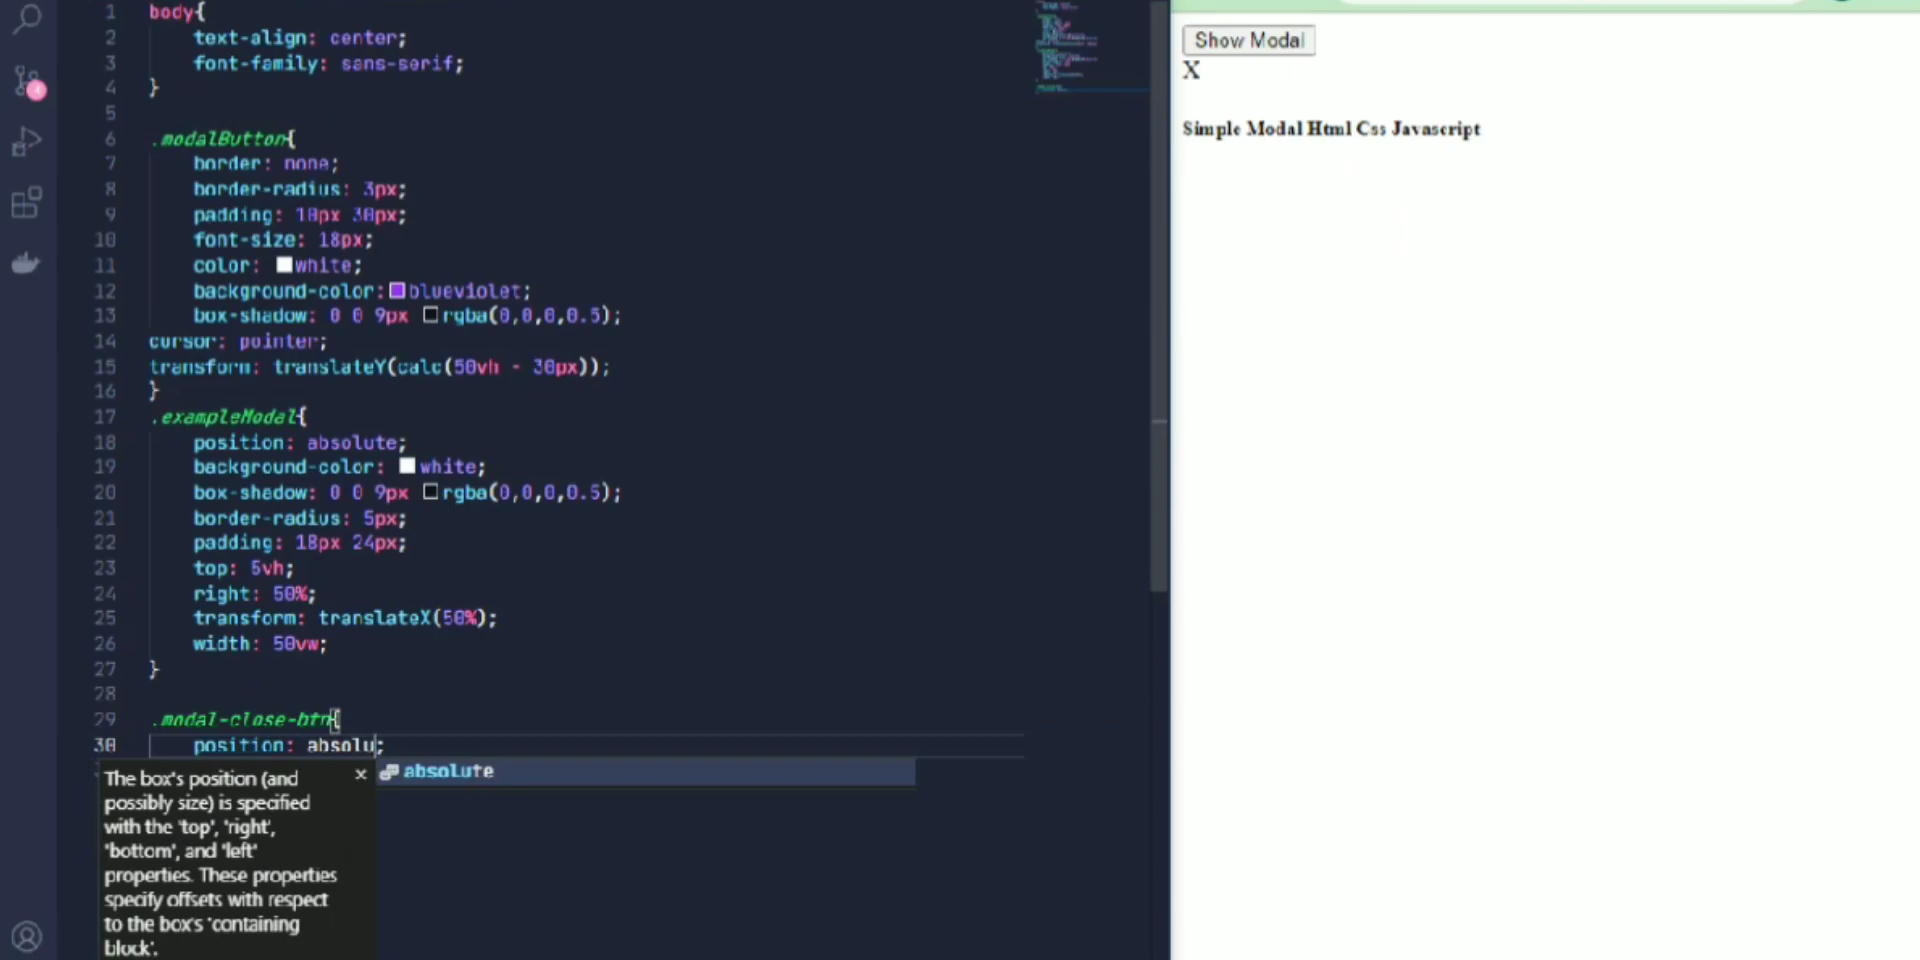 1 body{
2 text-align: center;
3 font-family: sans-serif;
4 }
5
6 .modalButton{
7 border: none;
8 border-radius: 3px;
9 padding: 10px 30px;
10 font-size: 18px;
11 color: white;
12 background-color: blueviolet;
13 box-shadow: 0 0 9px rgba(0,0,0,0.5);
14 cursor: pointer;
15 transform: translateY(calc(50vh - 30px));
16 }
17 .exampleModal{
18 position: absolute;
19 background-color: white;
20 box-shadow: 0 0 9px rgba(0,0,0,0.5);
21 border-radius: 5px;
22 padding: 18px 24px;
23 top: 5vh;
24 right: 50%;
25 transform: translateX(50%);
26 width: 50vw;
27 }
28
29 .modal-close-btn{
30 position: absolu;
absolute
The box's position (and
possibly size) is specified
with the 'top', 'right',
'bottom', and 'left'
properties. These properties
specify offsets with respect
to the box's 'containing
block'.
Show Modal
X
Simple Modal Html Css Javascript